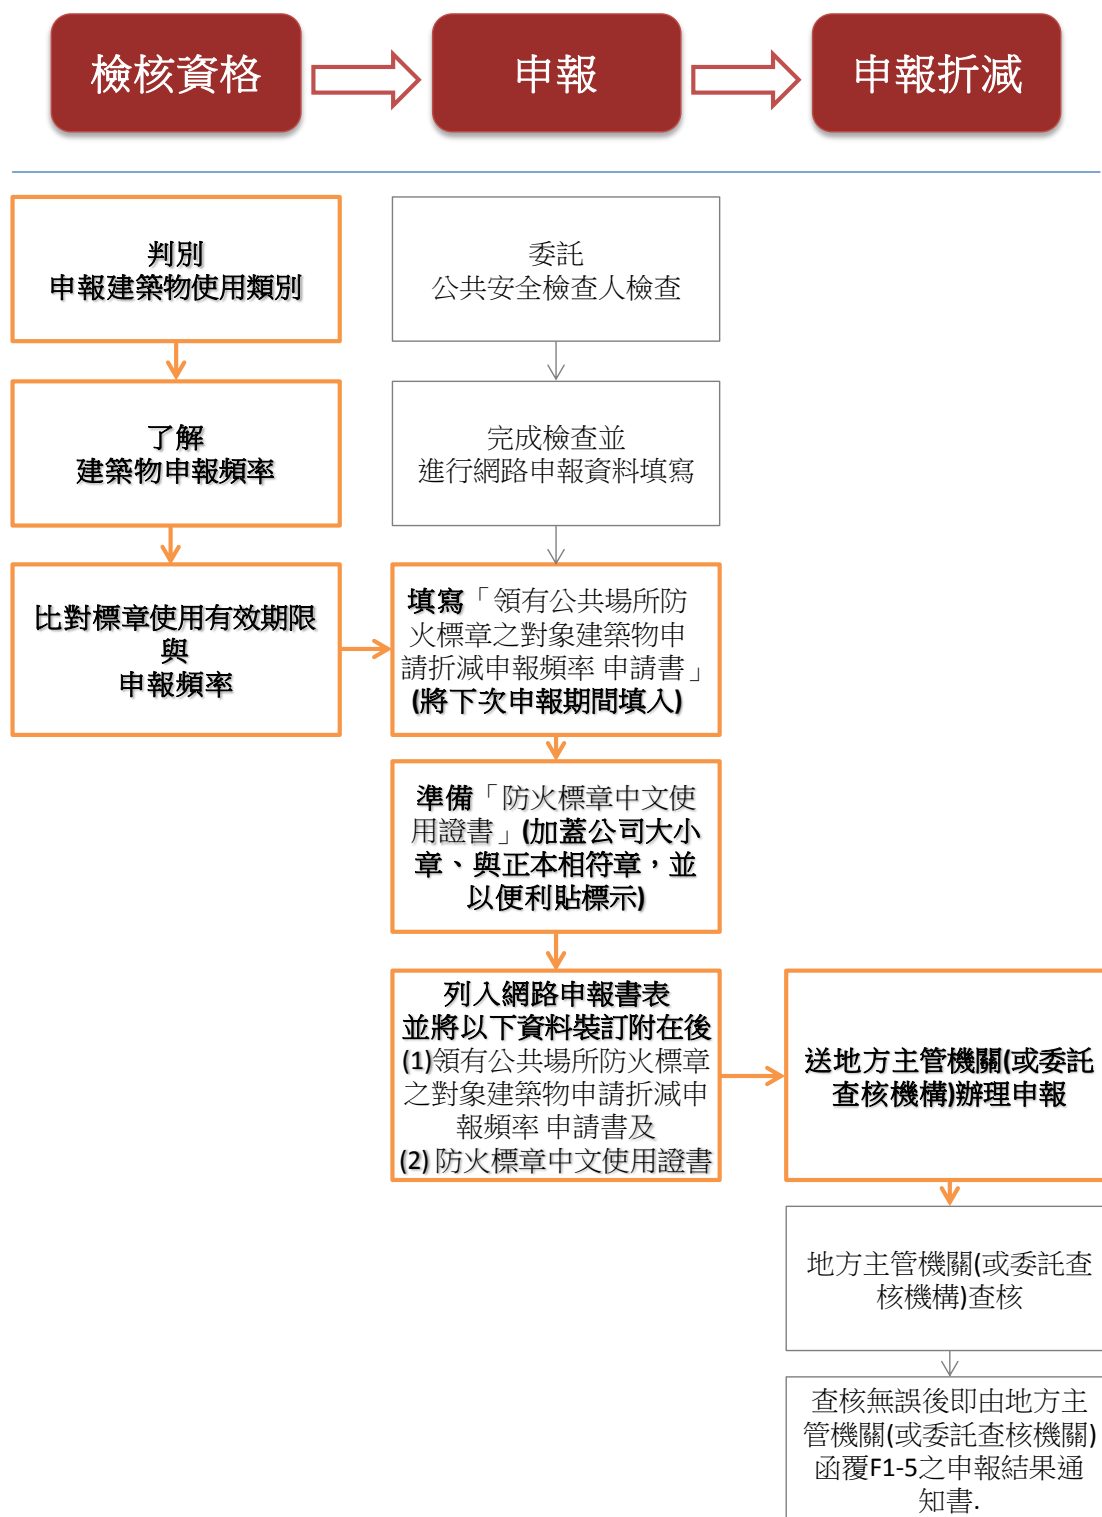 檢核資格
申報
申報折減
判別
申報建築物使用類別
了解
建築物申報頻率
比對標章使用有效期限
與
申報頻率
委託
公共安全檢查人檢查
完成檢查並
進行網路申報資料填寫
填寫「領有公共場所防
火標章之對象建築物申
請折減申報頻率 申請書」
(將下次申報期間填入)
準備「防火標章中文使
用證書」(加蓋公司大小
章、與正本相符章，並
以便利貼標示)
列入網路申報書表
並將以下資料裝訂附在後
(1)領有公共場所防火標章
之對象建築物申請折減申
報頻率 申請書及
(2) 防火標章中文使用證書
送地方主管機關(或委託
查核機構)辦理申報
地方主管機關(或委託查
核機構)查核
查核無誤後即由地方主
管機關(或委託查核機關)
函覆F1-5之申報結果通
知書.